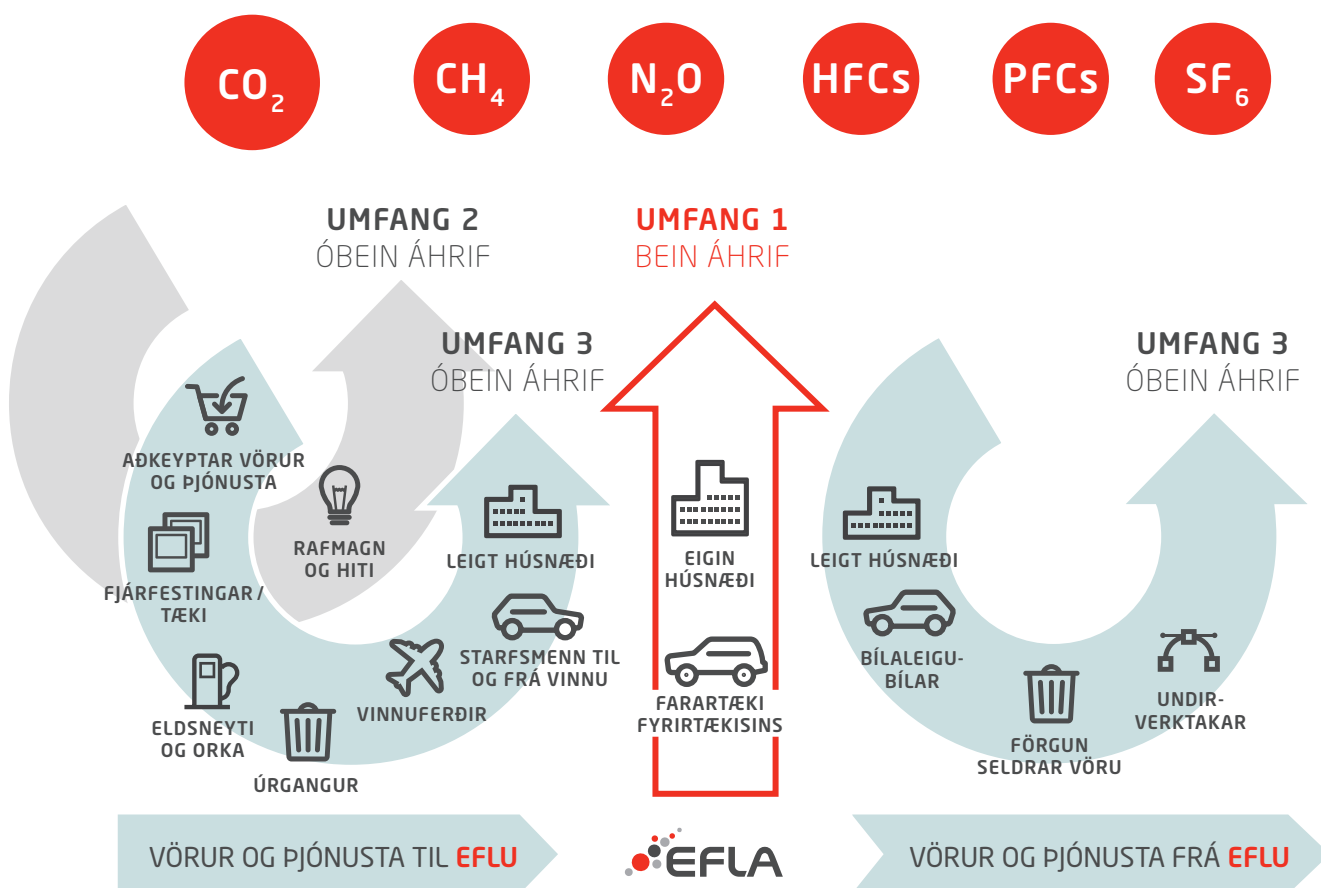 CO₂
CH₄
N₂O
HFCs
PFCs
SF₆
UMFANG 2
ÓBEIN ÁHRIF
UMFANG 1
BEIN ÁHRIF
UMFANG 3
ÓBEIN ÁHRIF
UMFANG 3
ÓBEIN ÁHRIF
AÐKEYPTAR VÖRUR
OG ÞJÓNUSTA
RAFMAGN
OG HITI
FJÁRFESTINGAR /
TÆKI
ELDSNEYTI
OG ORKA
ÚRGANGUR
VINNUFERÐIR
STARFSMENN TIL
OG FRÁ VINNU
LEIGT HÚSNÆÐI
EIGIN
HÚSNÆÐI
FARARTÆKI
FYRIRTÆKISINS
LEIGT HÚSNÆÐI
BÍLALEIGU-
BÍLAR
FÖRGUN
SELDRAR VÖRU
UNDIR-
VERKTAKAR
VÖRUR OG ÞJÓNUSTA TIL EFLU
EFLA
VÖRUR OG ÞJÓNUSTA FRÁ EFLU